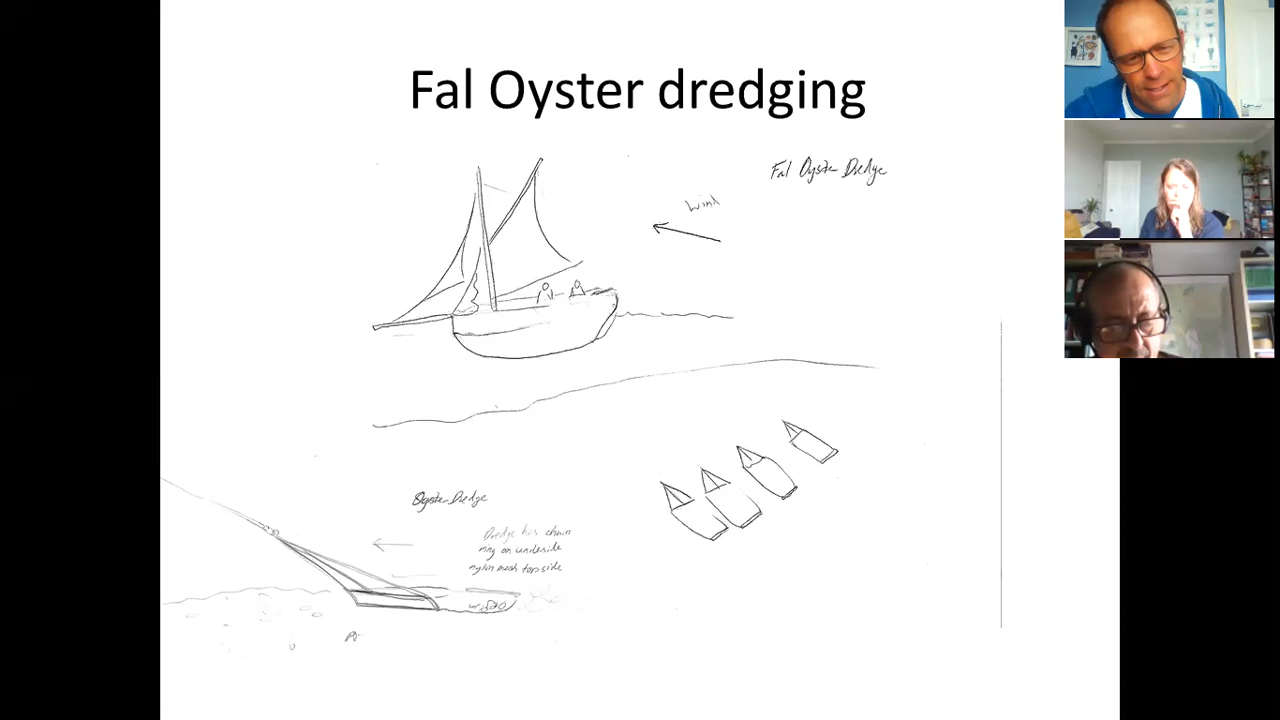 Fal Oyster dredging
Fal Oyster Dredge
Wind
Oyster Dredge
Dredge has chain
ring on underside
nylon mesh topside